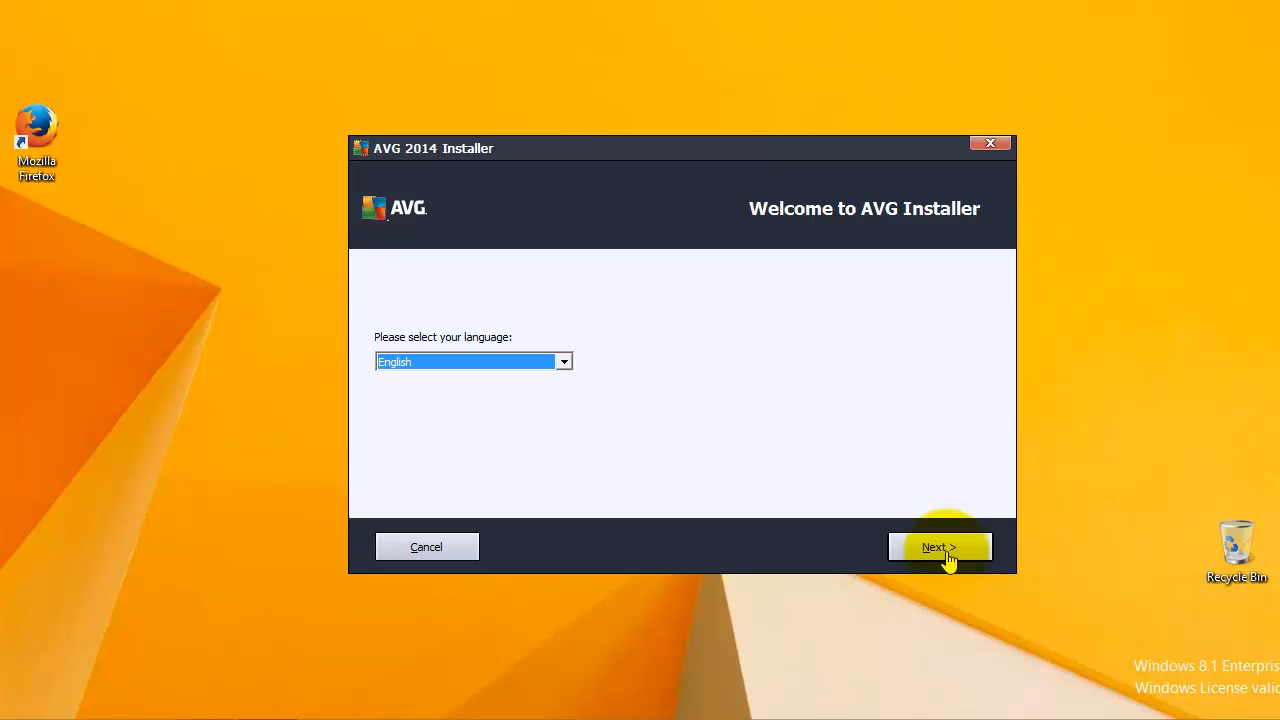 Mozilla
Firefox
AVG 2014 Installer
AVG
Welcome to AVG Installer
Please select your language:
English
Cancel
Next >
Recycle Bin
Windows 8.1 Enterpris
Windows License vali